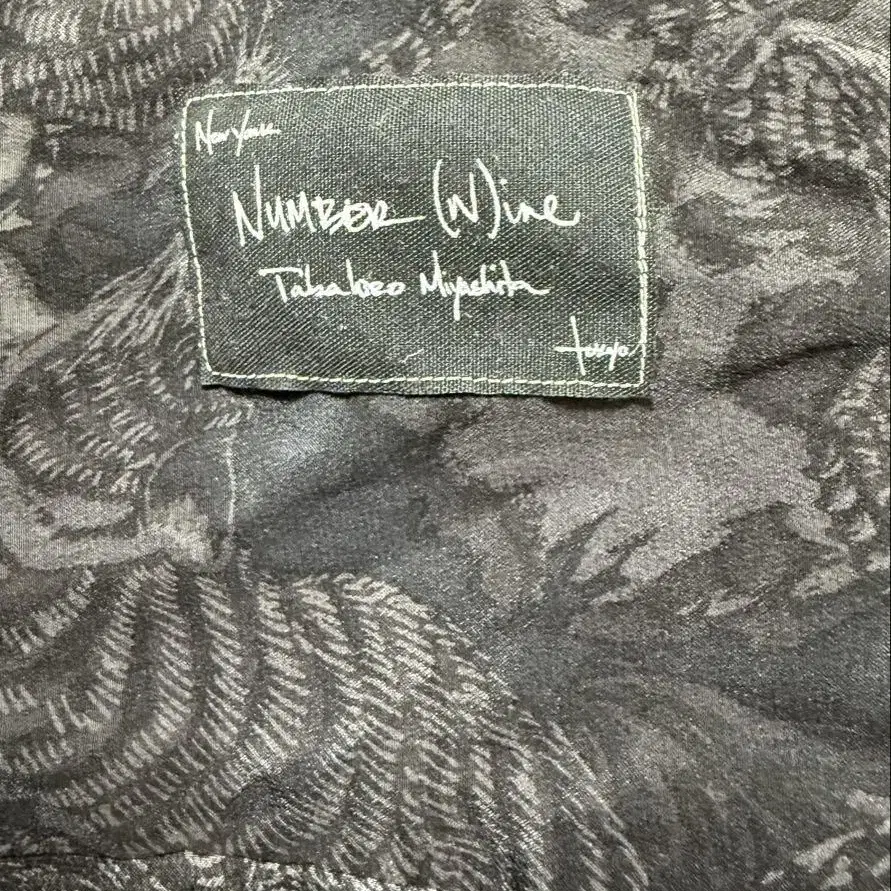 New York
NUMBER (N)ine
Takahiro Miyashita
tokyo